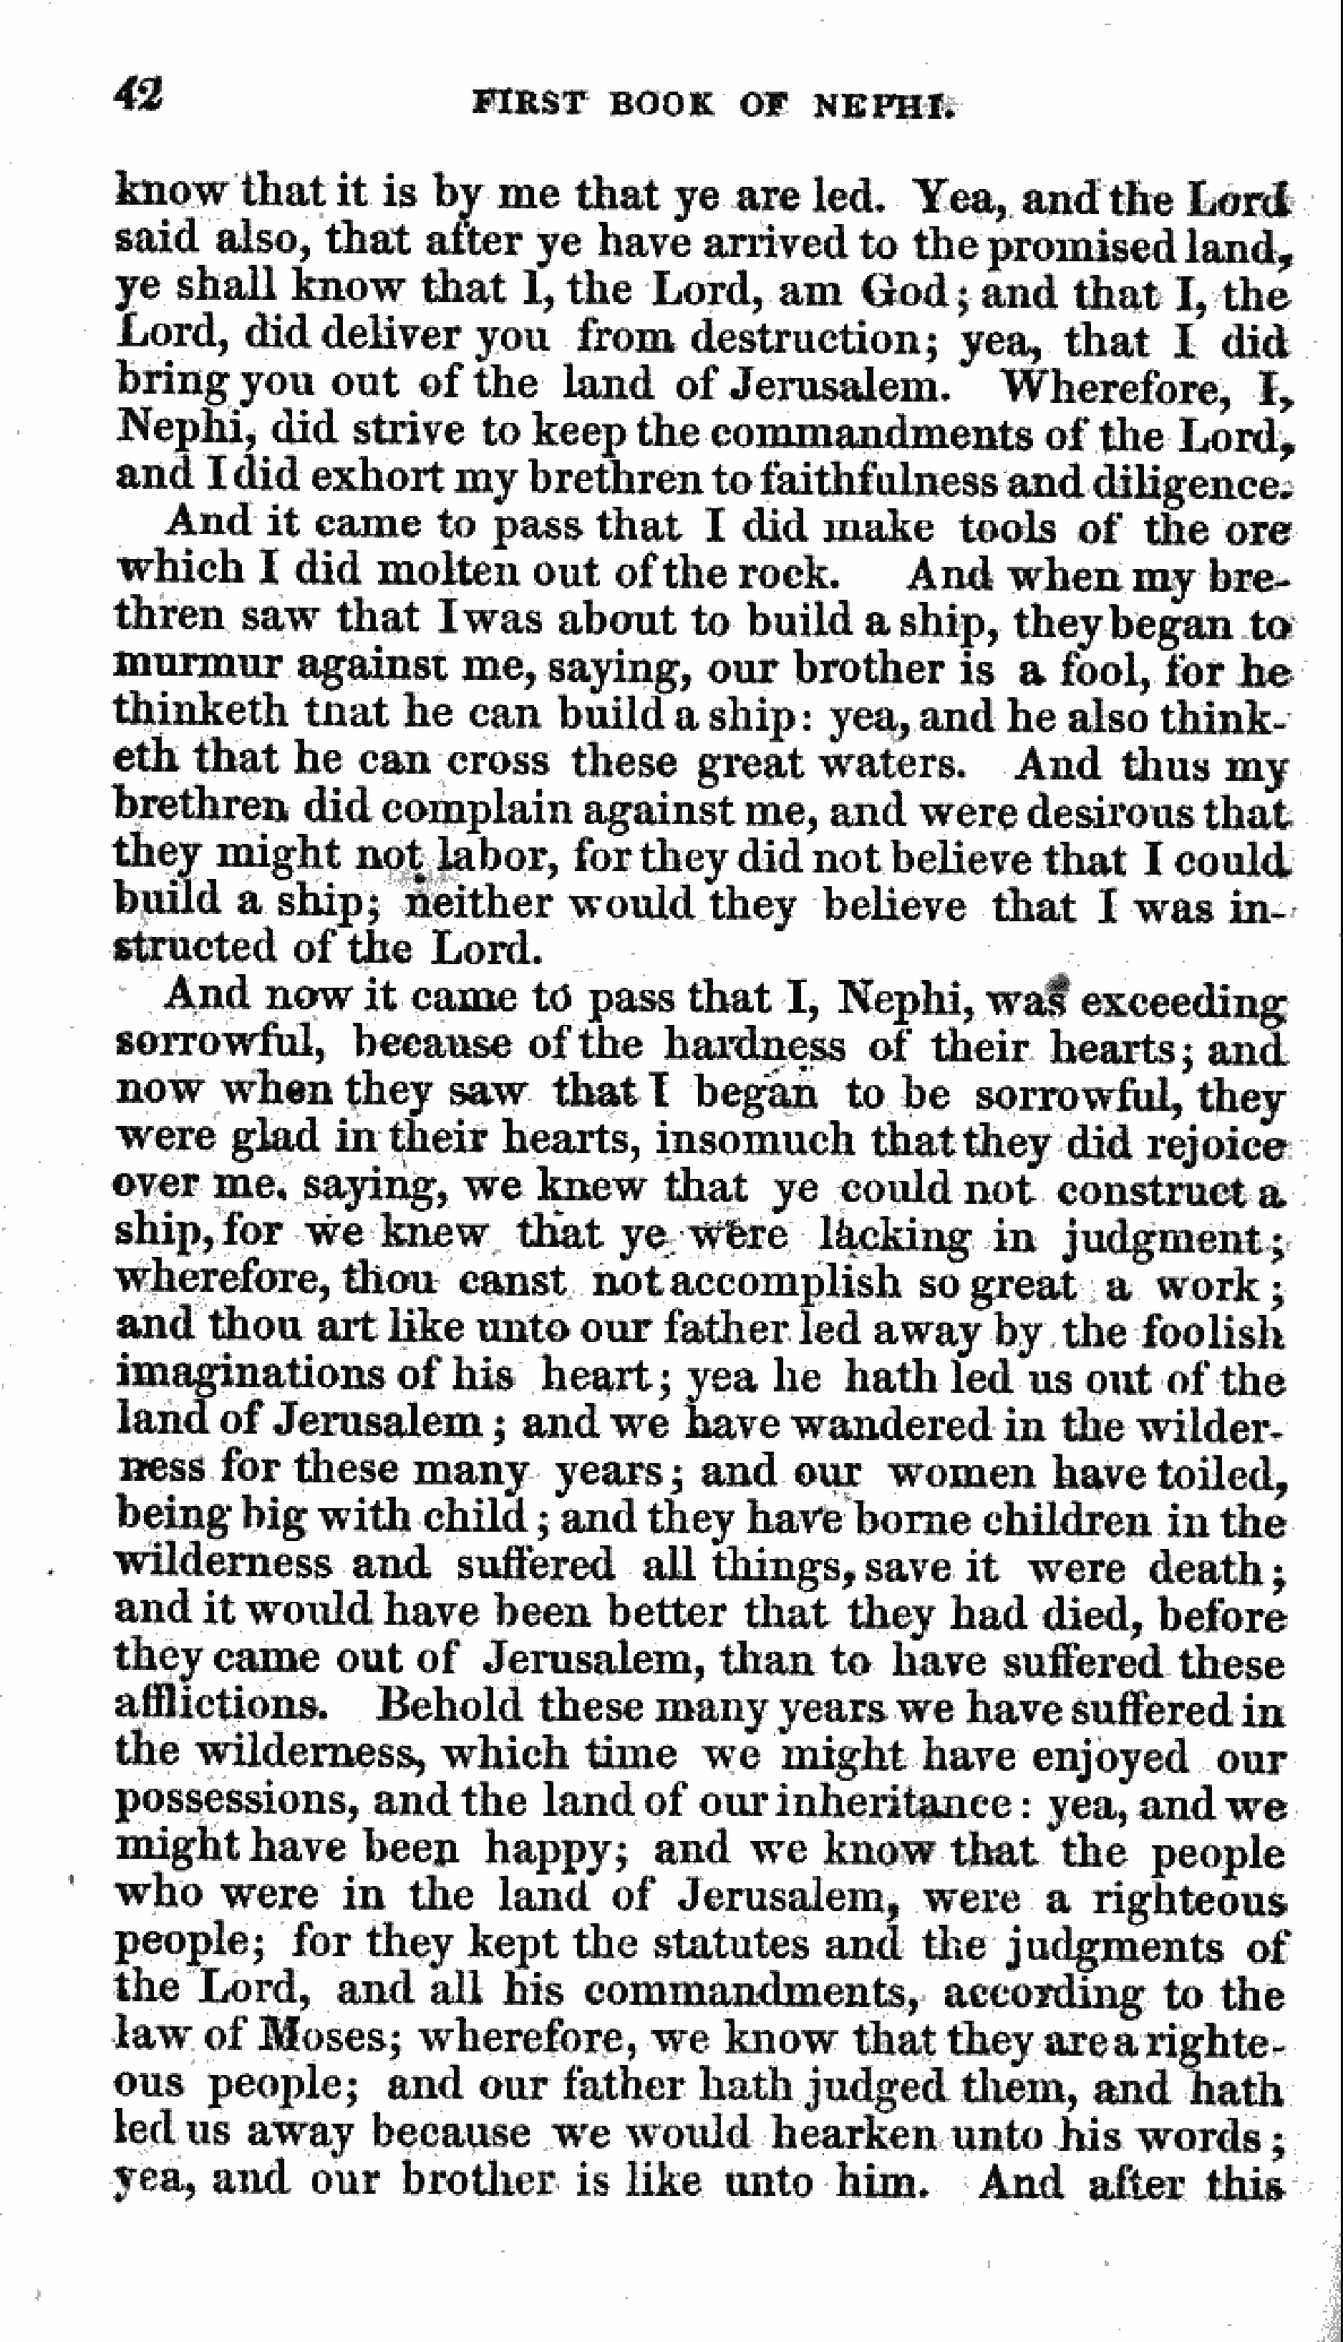 42
FIRST BOOK OF NEPHI.
know that it is by me that ye are led. Yea, and the Lord
said also, that after ye have arrived to the promised land,
ye shall know that I, the Lord, am God; and that I, the
Lord, did deliver you from destruction; yea, that I did
bring you out of the land of Jerusalem. Wherefore, I,
Nephi, did strive to keep the commandments of the Lord,
and I did exhort my brethren to faithfulness and diligence.
And it came to pass that I did make tools of the ore
which I did molten out of the rock. And when my bre-
thren saw that I was about to build a ship, they began to
murmur against me, saying, our brother is a fool, for he
thinketh tnat he can build a ship: yea, and he also think-
eth that he can cross these great waters. And thus my
brethren did complain against me, and were desirous that
they might not labor, for they did not believe that I could
build a ship; neither would they believe that I was in-
structed of the Lord.
And now it came to pass that I, Nephi, was exceeding
sorrowful, because of the hardness of their hearts; and
now when they saw that I began to be sorrowful, they
were glad in their hearts, insomuch that they did rejoice
over me, saying, we knew that ye could not construct a
ship, for we knew that ye were lacking in judgment;
wherefore, thou canst not accomplish so great a work;
and thou art like unto our father led away by the foolish
imaginations of his heart; yea he hath led us out of the
land of Jerusalem; and we have wandered in the wilder-
ness for these many years; and our women have toiled,
being big with child; and they have borne children in the
wilderness and suffered all things, save it were death;
and it would have been better that they had died, before
they came out of Jerusalem, than to have suffered these
afflictions. Behold these many years we have suffered in
the wilderness, which time we might have enjoyed our
possessions, and the land of our inheritance: yea, and we
might have been happy; and we know that the people
who were in the land of Jerusalem, were a righteous
people; for they kept the statutes and the judgments of
the Lord, and all his commandments, according to the
law of Moses; wherefore, we know that they are a righte-
ous people; and our father hath judged them, and hath
led us away because we would hearken unto his words;
yea, and our brother is like unto him. And after this